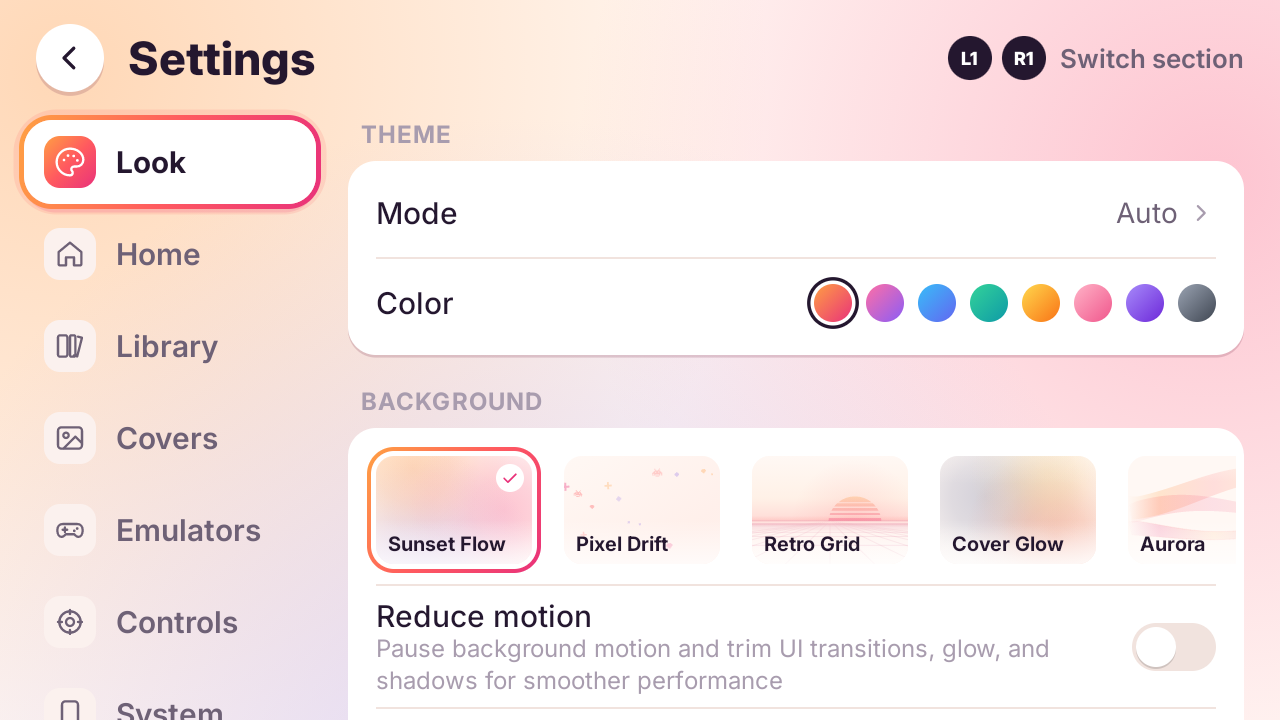 Settings
L1 R1 Switch section
Look
Home
Library
Covers
Emulators
Controls
System
THEME
Mode Auto
Color
BACKGROUND
Sunset Flow Pixel Drift Retro Grid Cover Glow Aurora
Reduce motion
Pause background motion and trim UI transitions, glow, and
shadows for smoother performance